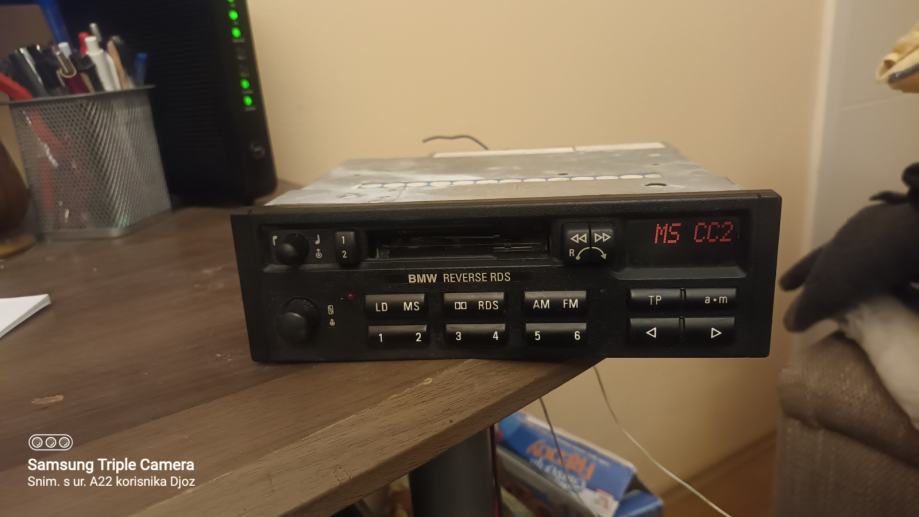 1
2
R
MS CC2
BMW REVERSE RDS
LD MS
RDS
AM FM
TP
a•m
1 2
3 4
5 6
Samsung Triple Camera
Snim. s ur. A22 korisnika Djoz